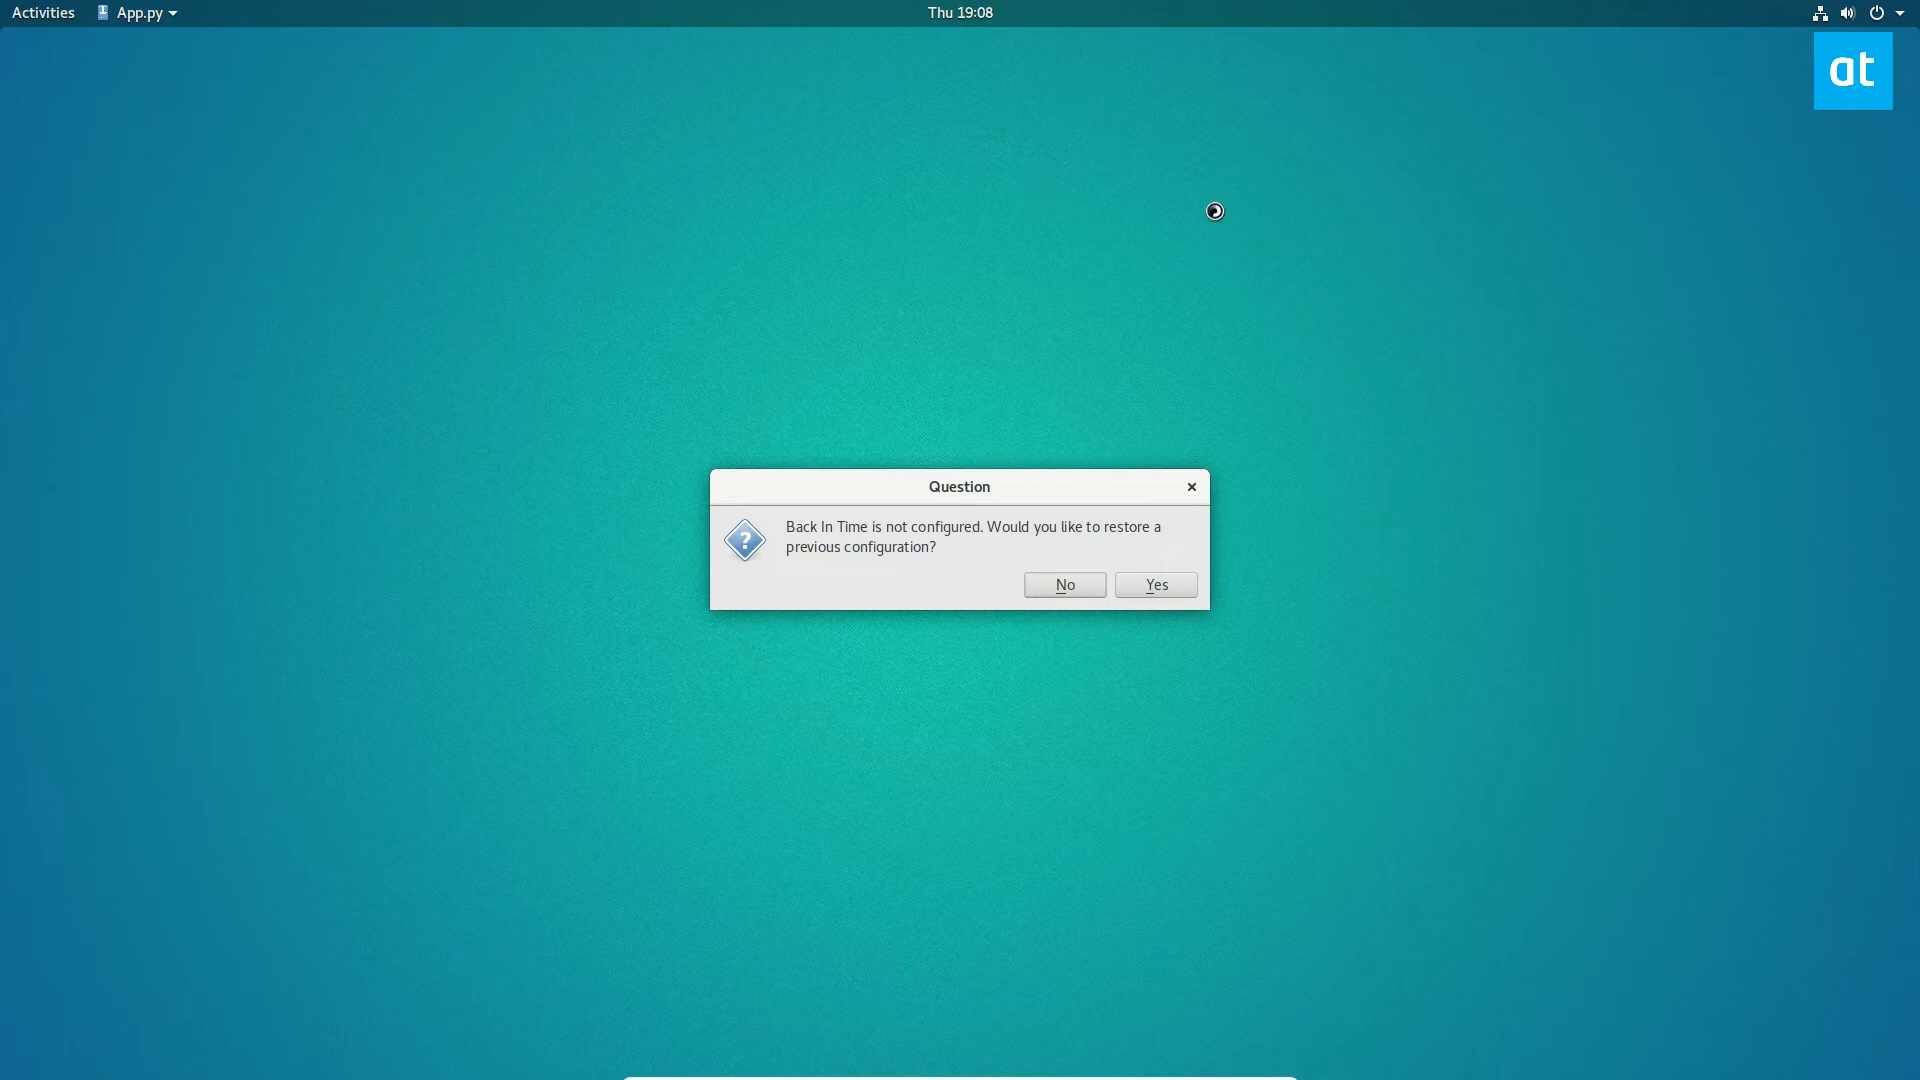 Activities App.py Thu 19:08
at
Question
Back In Time is not configured. Would you like to restore a
previous configuration?
No Yes